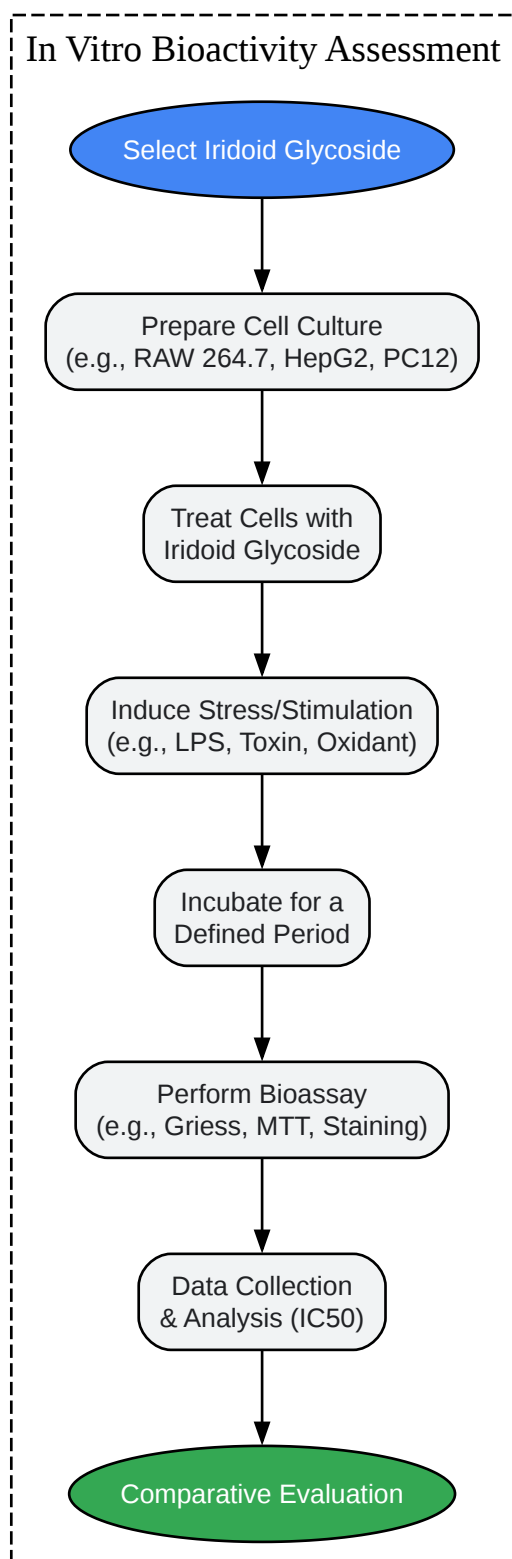 In Vitro Bioactivity Assessment
Select Iridoid Glycoside
Prepare Cell Culture
(e.g., RAW 264.7, HepG2, PC12)
Treat Cells with
Iridoid Glycoside
Induce Stress/Stimulation
(e.g., LPS, Toxin, Oxidant)
Incubate for a
Defined Period
Perform Bioassay
(e.g., Griess, MTT, Staining)
Data Collection
& Analysis (IC50)
Comparative Evaluation